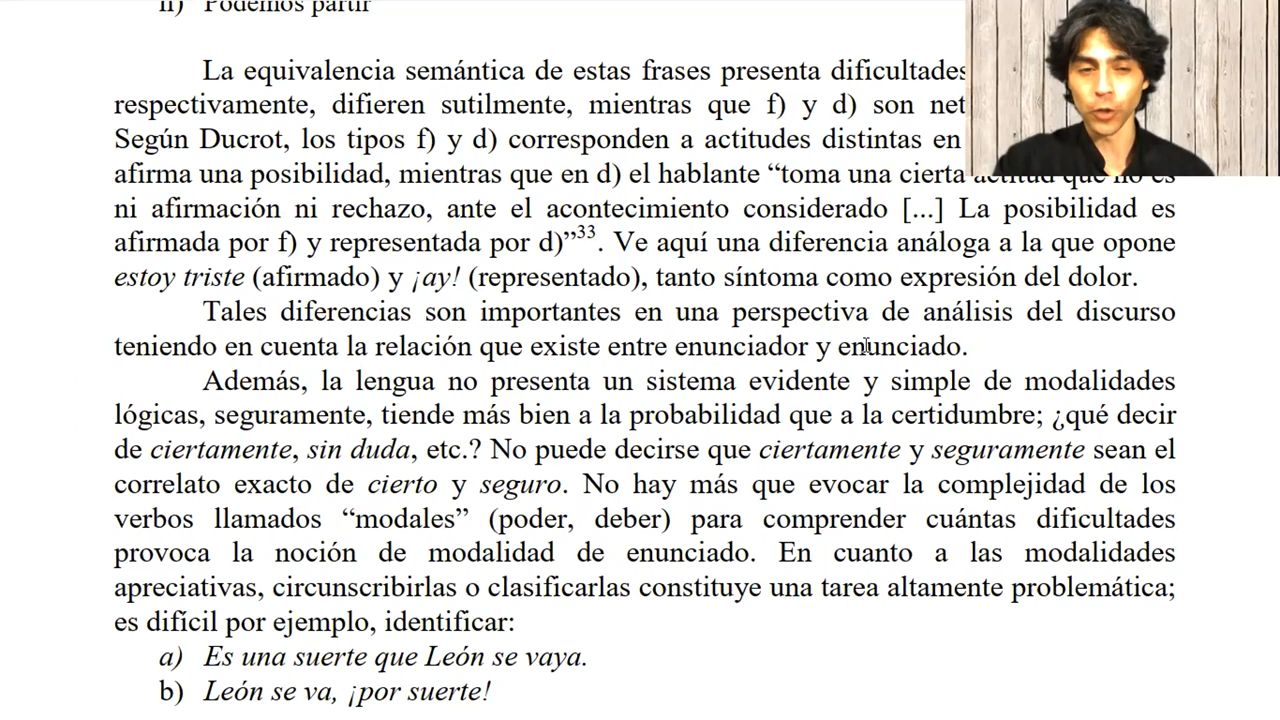 ii) Podemos partir
La equivalencia semántica de estas frases presenta dificultades
respectivamente, difieren sutilmente, mientras que f) y d) son
Según Ducrot, los tipos f) y d) corresponden a actitudes distintas en
afirma una posibilidad, mientras que en d) el hablante “toma una cierta actitud que no es
ni afirmación ni rechazo, ante el acontecimiento considerado [...] La posibilidad es
afirmada por f) y representada por d)”33. Ve aquí una diferencia análoga a la que opone
estoy triste (afirmado) y ¡ay! (representado), tanto síntoma como expresión del dolor.
Tales diferencias son importantes en una perspectiva de análisis del discurso
teniendo en cuenta la relación que existe entre enunciador y enunciado.
Además, la lengua no presenta un sistema evidente y simple de modalidades
lógicas, seguramente, tiende más bien a la probabilidad que a la certidumbre; ¿qué decir
de ciertamente, sin duda, etc.? No puede decirse que ciertamente y seguramente sean el
correlato exacto de cierto y seguro. No hay más que evocar la complejidad de los
verbos llamados “modales” (poder, deber) para comprender cuántas dificultades
provoca la noción de modalidad de enunciado. En cuanto a las modalidades
apreciativas, circunscribirlas o clasificarlas constituye una tarea altamente problemática;
es difícil por ejemplo, identificar:
a) Es una suerte que León se vaya.
b) León se va, ¡por suerte!